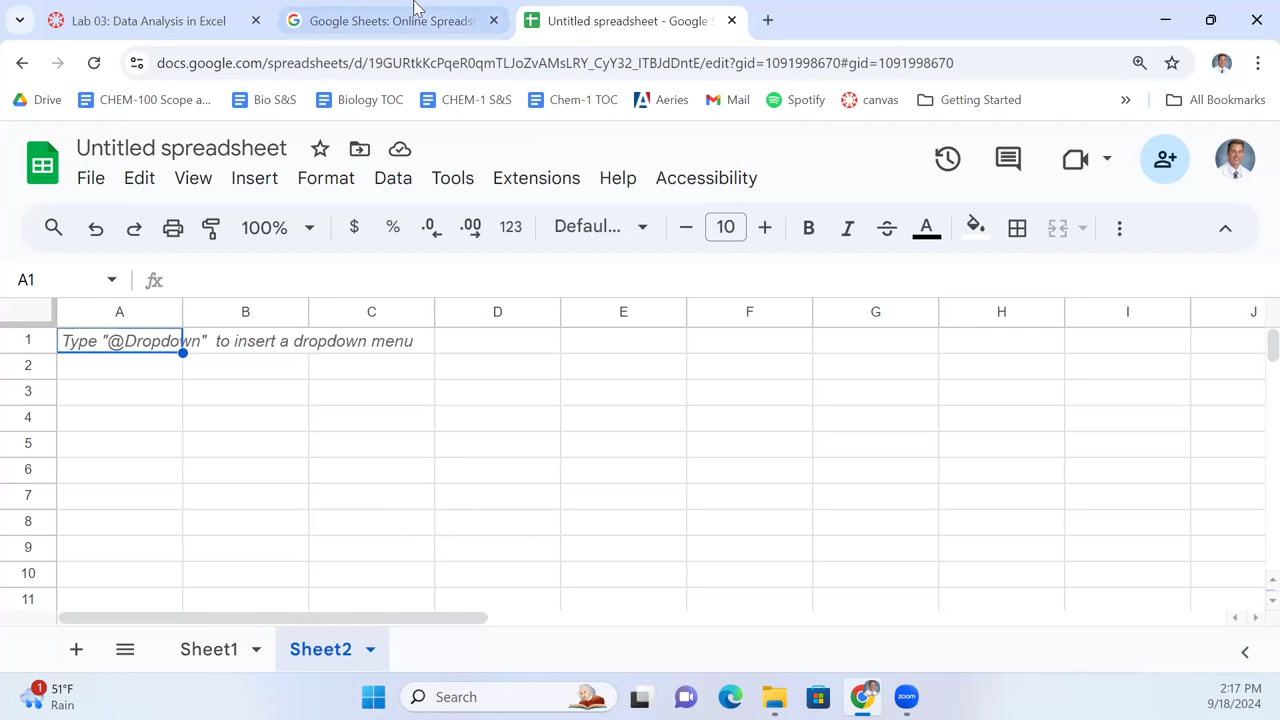 Lab 03: Data Analysis in Excel
Google Sheets: Online Spreads
Untitled spreadsheet - Google S
docs.google.com/spreadsheets/d/19GURtkKcPqeR0qmTLJoZvAMsLRY_CyY32_lTBJdDntE/edit?gid=1091998670#gid=1091998670
Drive CHEM-100 Scope a... Bio S&S Biology TOC CHEM-1 S&S Chem-1 TOC Aeries Mail Spotify canvas Getting Started » All Bookmarks
Untitled spreadsheet
File Edit View Insert Format Data Tools Extensions Help Accessibility
100% $ % .0 .00 123 Defaul... − 10 + B I S A
A1 fx
A B C D E F G H I J
1 Type "@Dropdown" to insert a dropdown menu
2
3
4
5
6
7
8
9
10
11
+ Sheet1 Sheet2
1 51°F
Rain
Search
zoom
2:17 PM
9/18/2024